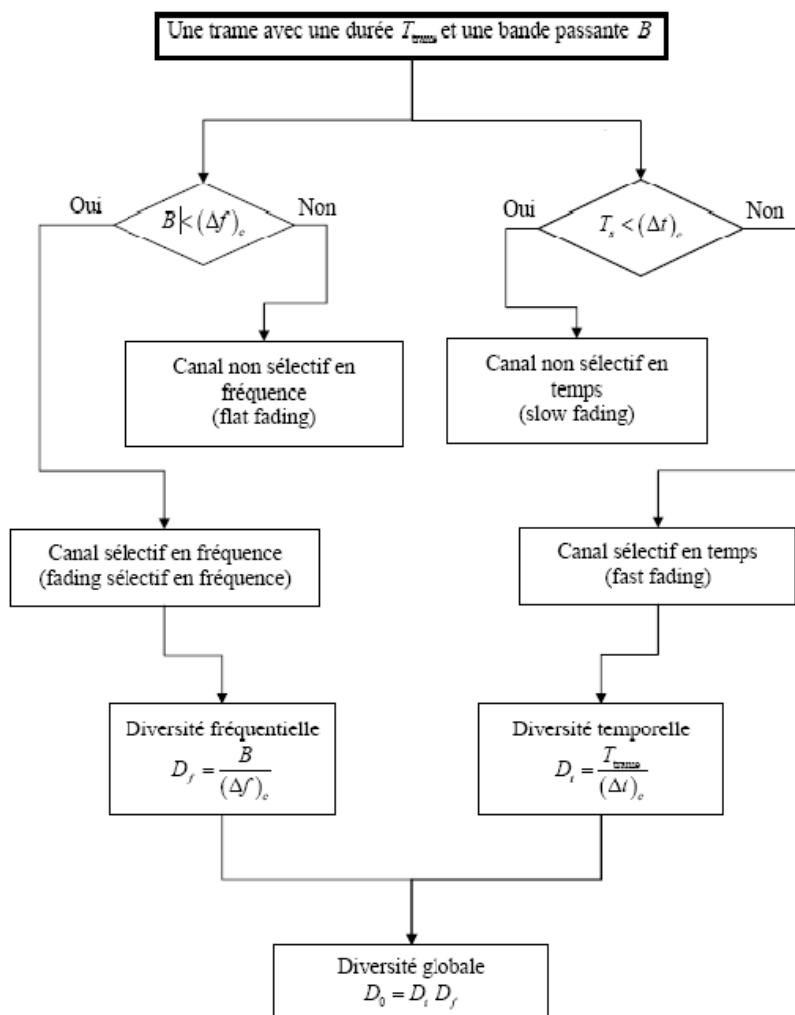 Une trame avec une durée T_trame et une bande passante B
Oui
B|<(Δf)_c
Non
Oui
T_s<(Δt)_c
Non
Canal non sélectif en
fréquence
(flat fading)
Canal non sélectif en
temps
(slow fading)
Canal sélectif en fréquence
(fading sélectif en fréquence)
Canal sélectif en temps
(fast fading)
Diversité fréquentielle
D_f = B/(Δf)_c
Diversité temporelle
D_t = T_trame/(Δt)_c
Diversité globale
D_0 = D_t D_f